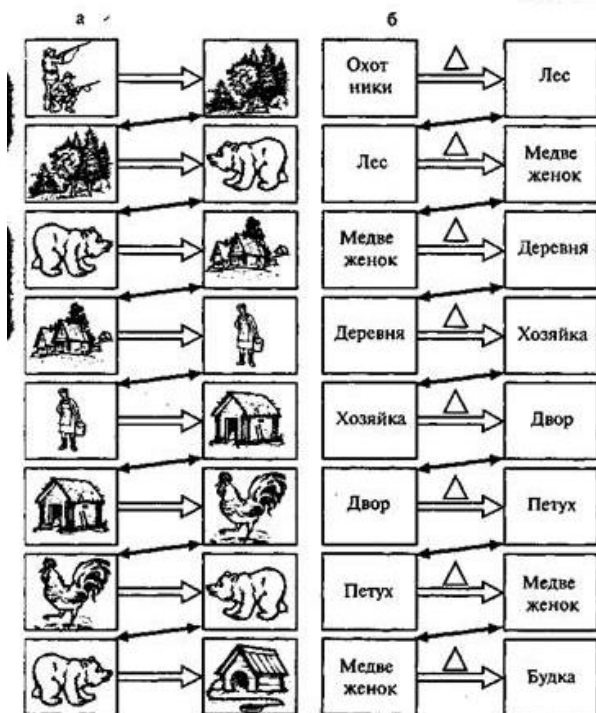 а
б
Охот
ники
Лес
Лес
Медве
женок
Медве
женок
Деревня
Деревня
Хозяйка
Хозяйка
Двор
Двор
Петух
Петух
Медве
женок
Медве
женок
Будка